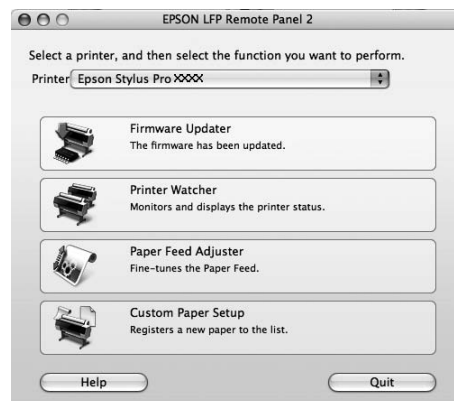 EPSON LFP Remote Panel 2
Select a printer, and then select the function you want to perform.
Printer Epson Stylus Pro XXXX
Firmware Updater
The firmware has been updated.
Printer Watcher
Monitors and displays the printer status.
Paper Feed Adjuster
Fine-tunes the Paper Feed.
Custom Paper Setup
Registers a new paper to the list.
Help Quit